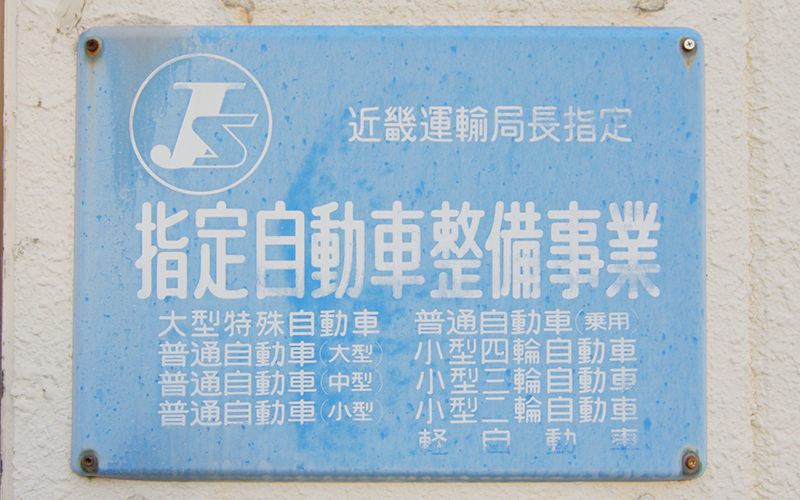 JS
近畿運輸局長指定
指定自動車整備事業
大型特殊自動車
普通自動車(大型)
普通自動車(中型)
普通自動車(小型)
普通自動車(乗用)
小型四輪自動車
小型三輪自動車
小型二輪自動車
軽自動車